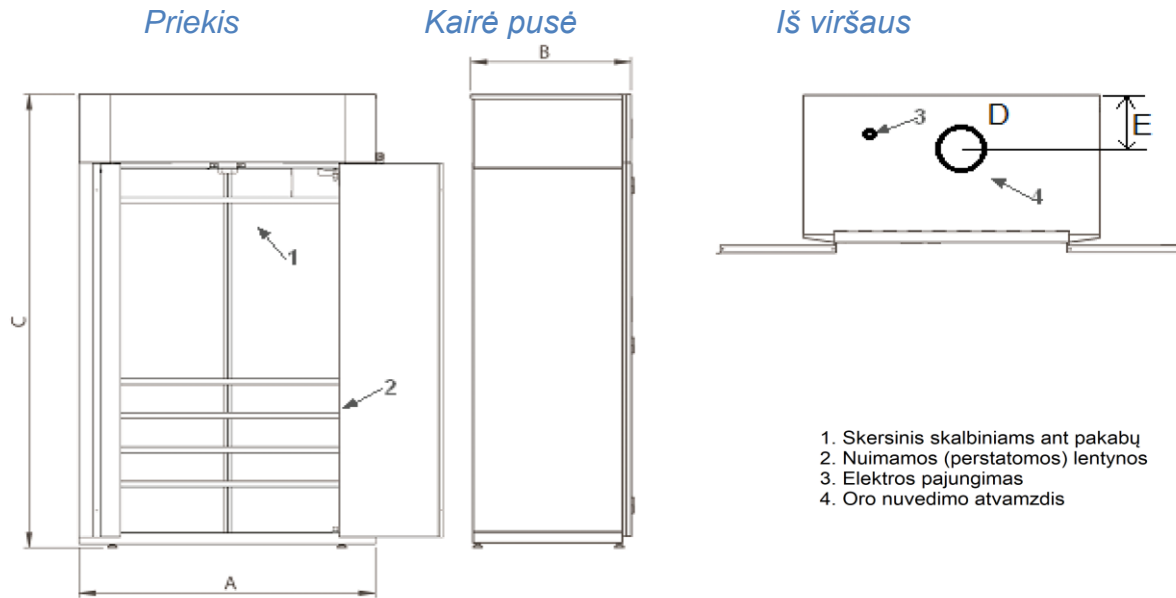 Priekis Kairė pusė Iš viršaus
B
D
E
3
4
1
C
2
A
1. Skersinis skalbiniams ant pakabų
2. Nuimamos (perstatomos) lentynos
3. Elektros pajungimas
4. Oro nuvedimo atvamzdis